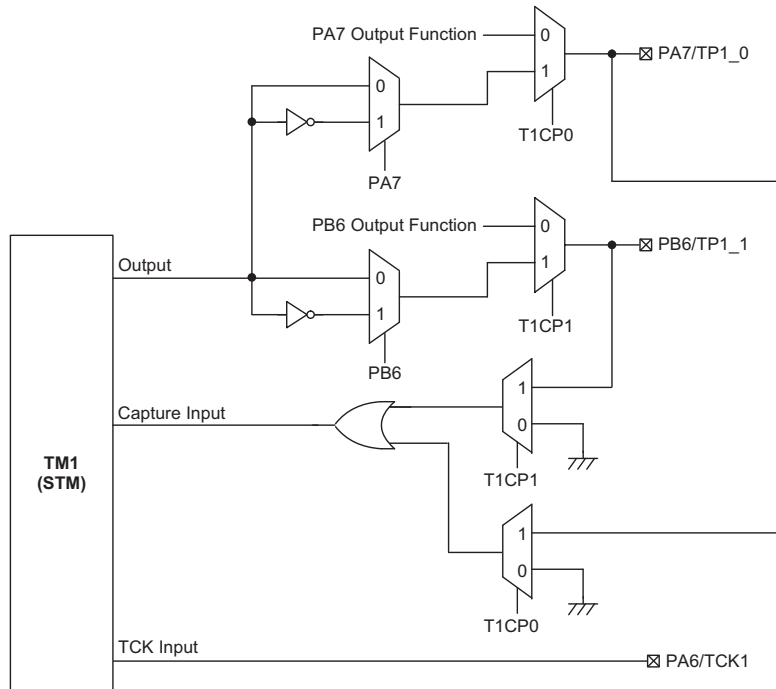 PA7 Output Function
0
1
PA7/TP1_0
0
1
T1CP0
PA7
PB6 Output Function
0
1
PB6/TP1_1
Output
0
1
T1CP1
PB6
1
0
Capture Input
T1CP1
TM1
(STM)
1
0
T1CP0
TCK Input
PA6/TCK1